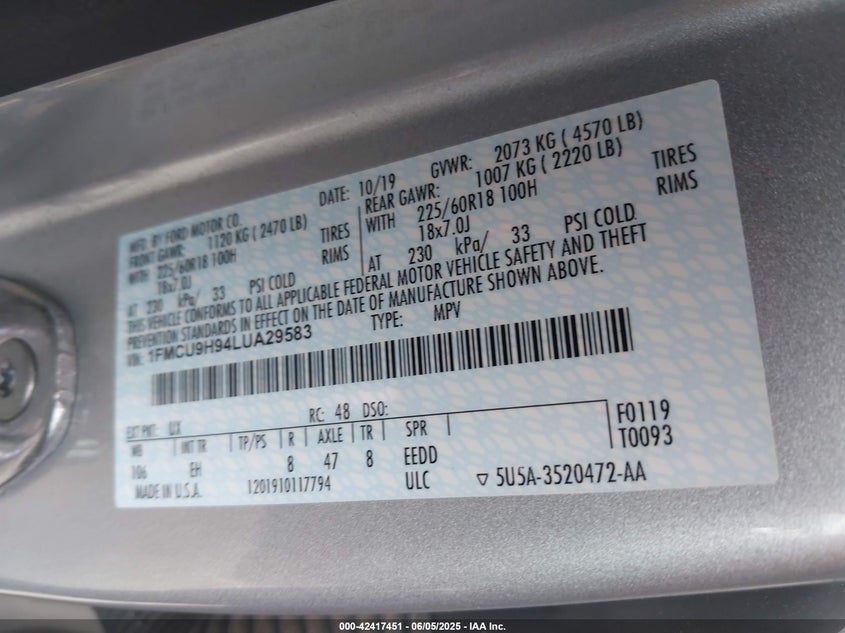 MFD. BY FORD MOTOR CO.
DATE: 10/19 GVWR: 2073 KG ( 4570 LB)
FRONT GAWR: 1120 KG ( 2470 LB) REAR GAWR: 1007 KG ( 2220 LB)
WITH 225/60R18 100H TIRES WITH 225/60R18 100H TIRES
18x7.0J RIMS 18x7.0J RIMS
AT 230 kPa/ 33 PSI COLD AT 230 kPa/ 33 PSI COLD
THIS VEHICLE CONFORMS TO ALL APPLICABLE FEDERAL MOTOR VEHICLE SAFETY AND THEFT
PREVENTION STANDARDS IN EFFECT ON THE DATE OF MANUFACTURE SHOWN ABOVE.
VIN: 1FMCU9H94LUA29583 TYPE: MPV
EXT PNT: UX RC: 48 DSO: F0119
WB INT TR TP/PS R AXLE TR SPR T0093
106 EH 8 47 8 EEDD
MADE IN U.S.A. 1201910117794 ULC 5U5A-3520472-AA
000-42417451 - 06/05/2025 - IAA Inc.